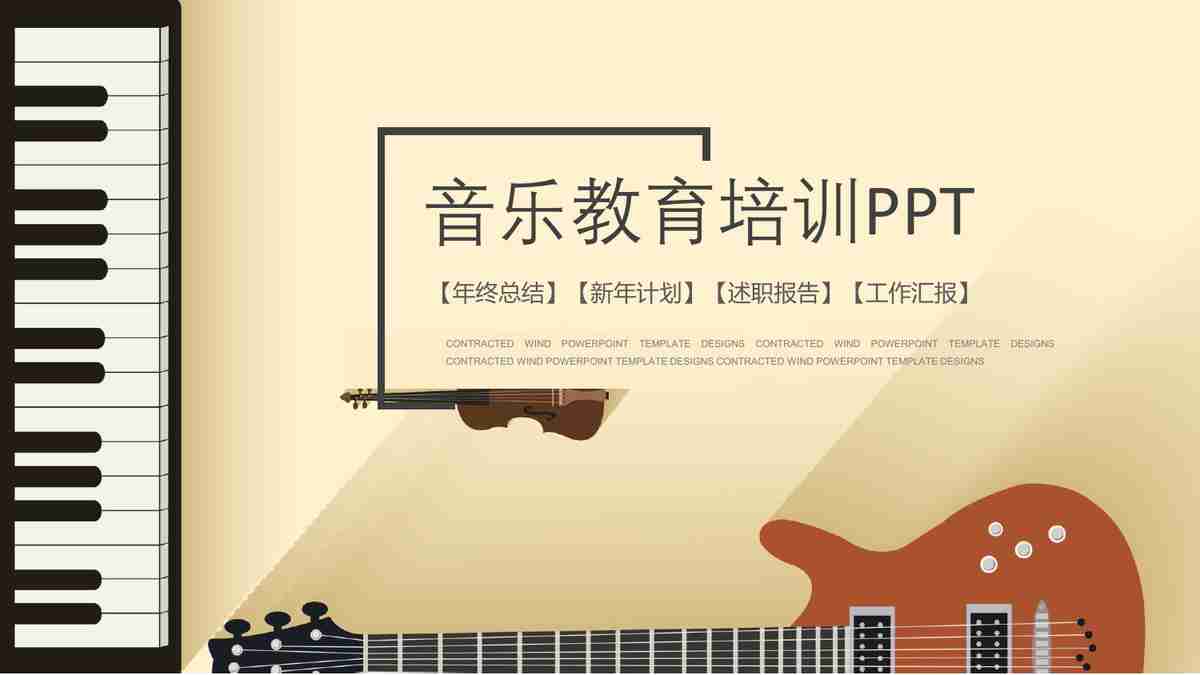 音乐教育培训PPT
【年终总结】【新年计划】【述职报告】【工作汇报】
CONTRACTED WIND POWERPOINT TEMPLATE DESIGNS CONTRACTED WIND POWERPOINT TEMPLATE DESIGNS
CONTRACTED WIND POWERPOINT TEMPLATE DESIGNS CONTRACTED WIND POWERPOINT TEMPLATE DESIGNS